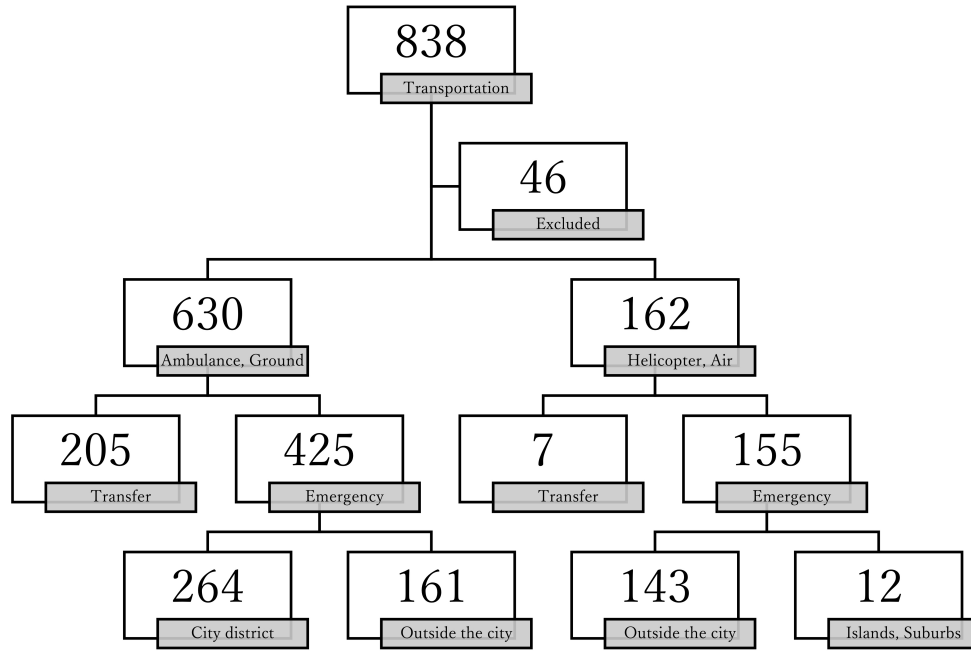 838
Transportation
46
Excluded
630
Ambulance, Ground
162
Helicopter, Air
205
Transfer
425
Emergency
7
Transfer
155
Emergency
264
City district
161
Outside the city
143
Outside the city
12
Islands, Suburbs